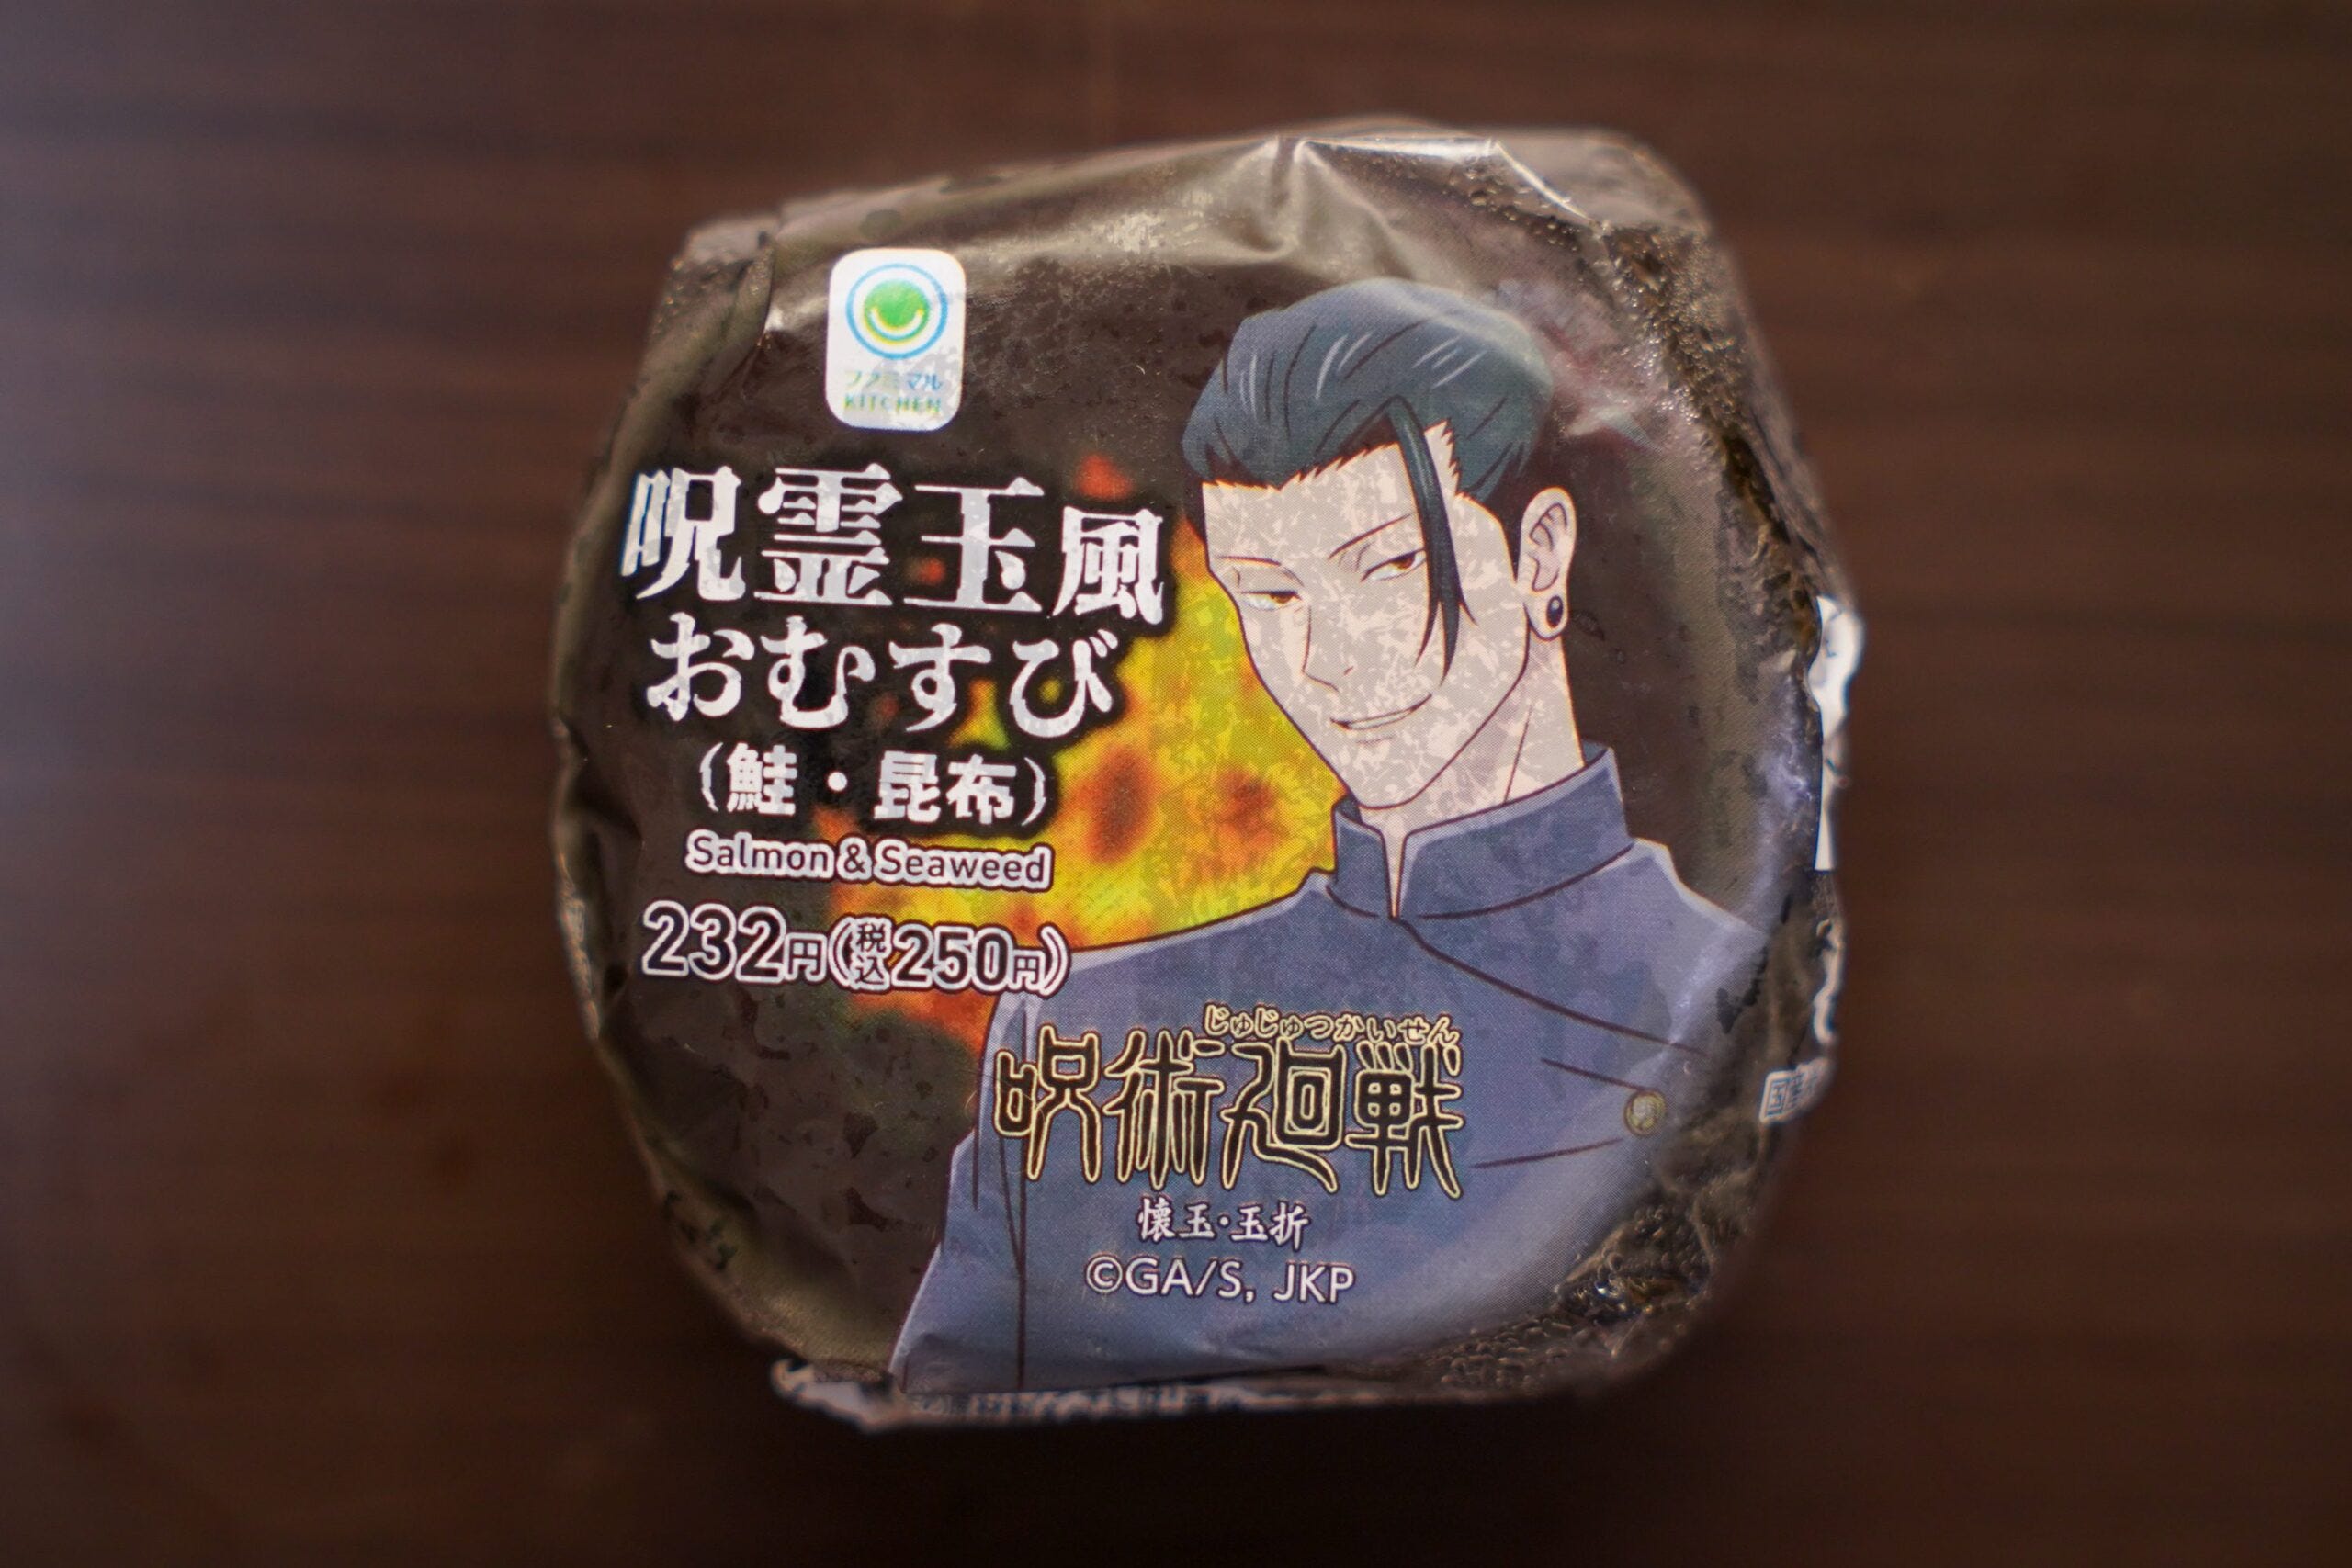 ファミマル
KITCHEN
呪霊玉風
おむすび
（鮭・昆布）
Salmon & Seaweed
232円（税込250円）
じゅじゅつかいせん
呪術廻戦
懐玉・玉折
©GA/S, JKP
国産